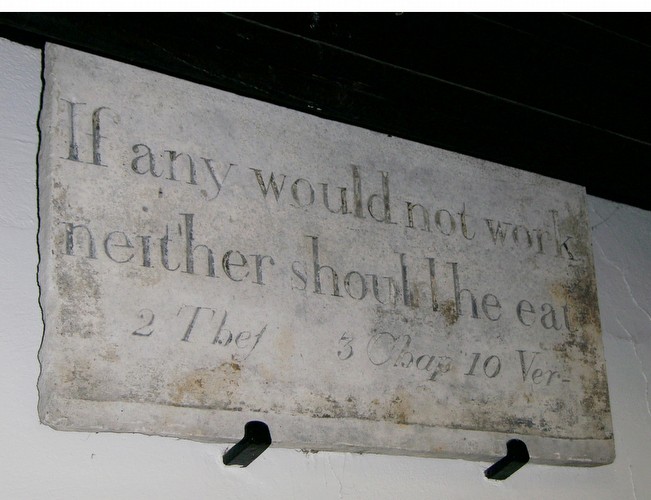 If any would not work
neither should he eat
2 Theſ 3 Chap 10 Ver-